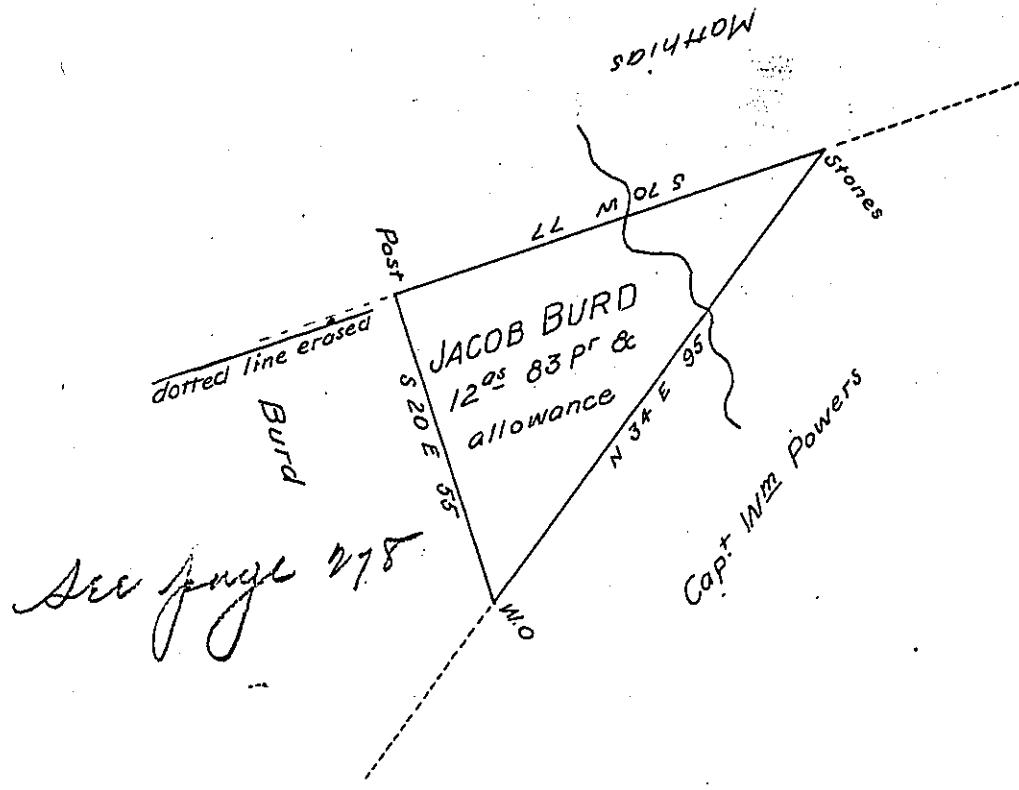 Matthias
Stones
S 70 W 77
Post
dotted line erased
JACOB BURD
12as 83 Pr &
allowance
S 20 E 55
N 34 E 95
Burd
Capt Wm Powers
W.O
See page 278